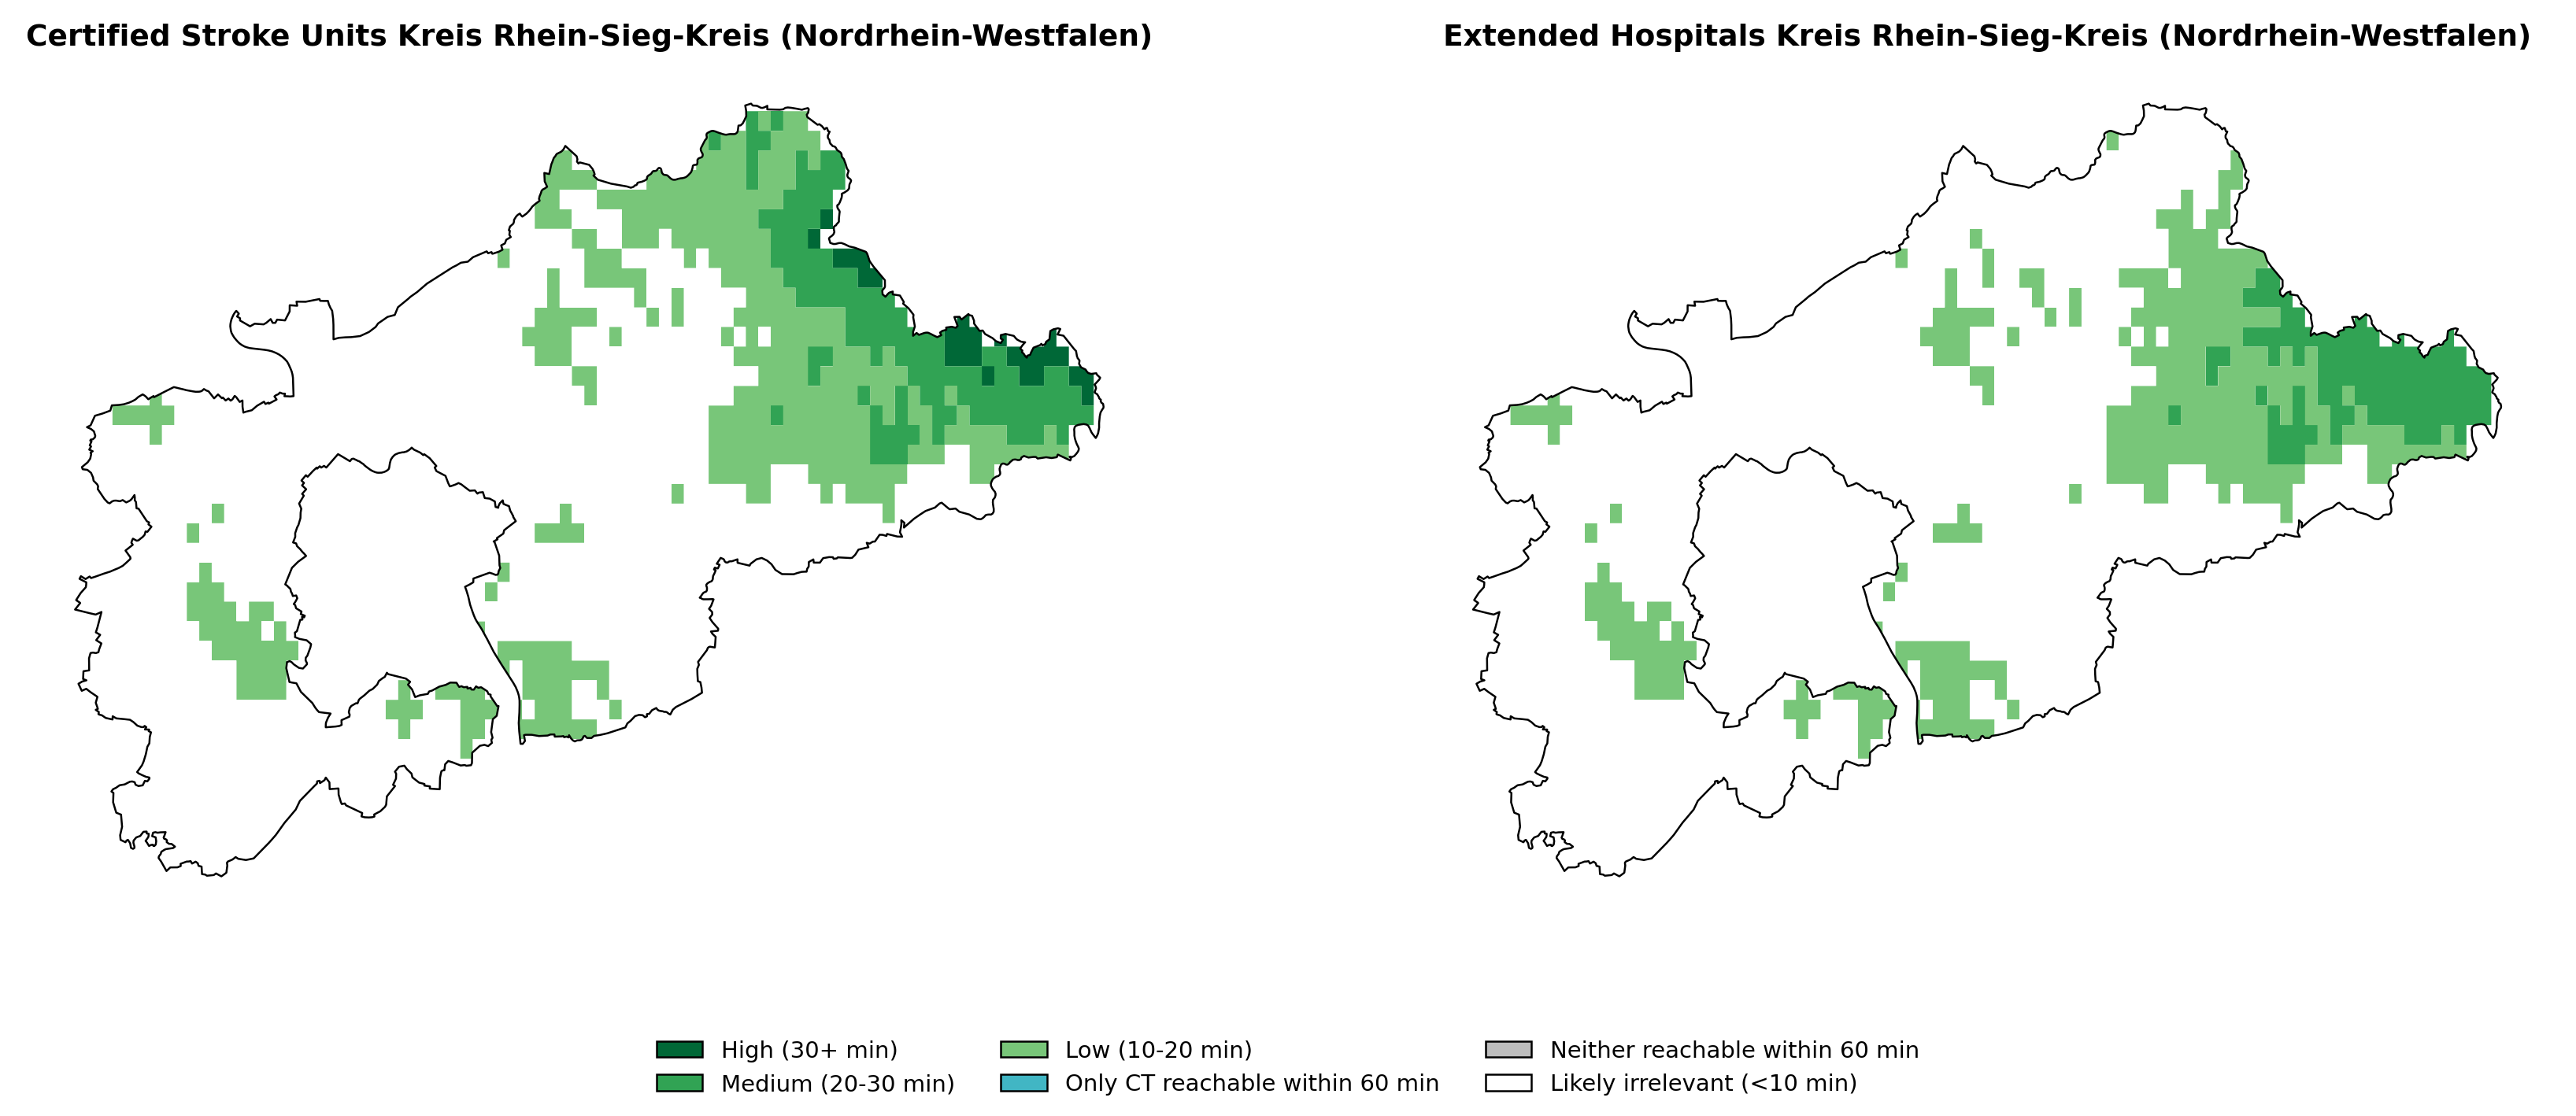 Certified Stroke Units Kreis Rhein-Sieg-Kreis (Nordrhein-Westfalen)
Extended Hospitals Kreis Rhein-Sieg-Kreis (Nordrhein-Westfalen)
High (30+ min)
Medium (20-30 min)
Low (10-20 min)
Only CT reachable within 60 min
Neither reachable within 60 min
Likely irrelevant (<10 min)